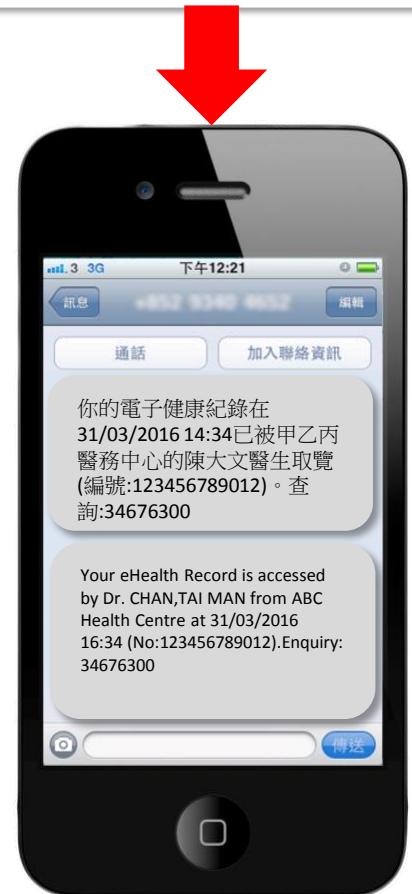 .3 3G 下午12:21
訊息 編輯
通話 加入聯絡資訊
你的電子健康紀錄在
31/03/2016 14:34已被甲乙丙
醫務中心的陳大文醫生取覽
(編號:123456789012)。查
詢:34676300
Your eHealth Record is accessed
by Dr. CHAN,TAI MAN from ABC
Health Centre at 31/03/2016
16:34 (No:123456789012).Enquiry:
34676300
傳送